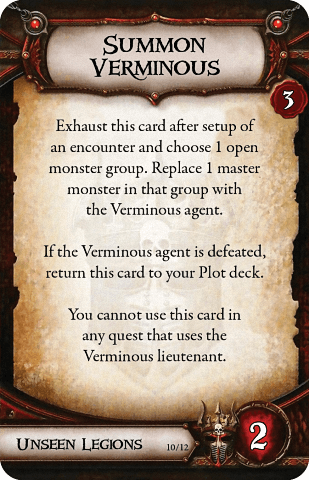 SUMMON
VERMINOUS
3
Exhaust this card after setup of
an encounter and choose 1 open
monster group. Replace 1 master
monster in that group with
the Verminous agent.
If the Verminous agent is defeated,
return this card to your Plot deck.
You cannot use this card in
any quest that uses the
Verminous lieutenant.
UNSEEN LEGIONS 10/12
2